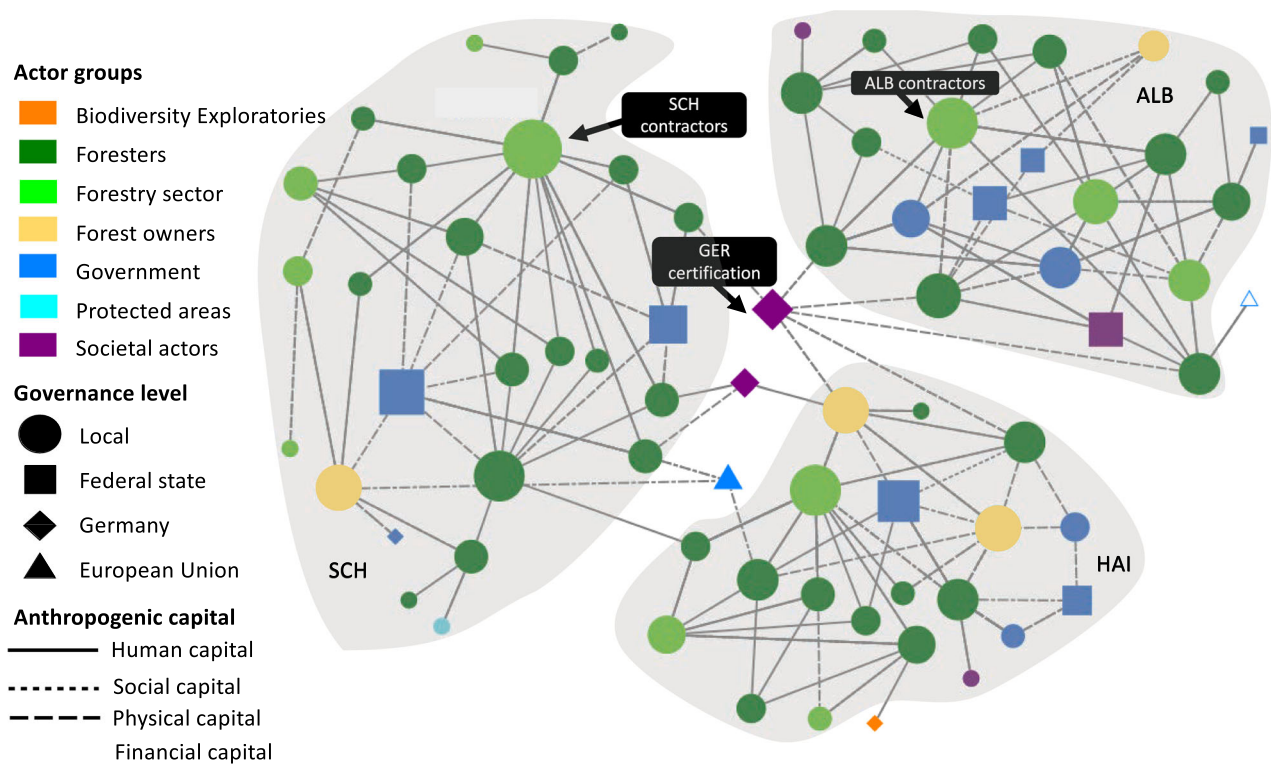 Actor groups
Biodiversity Exploratories
Foresters
Forestry sector
Forest owners
Government
Protected areas
Societal actors
Governance level
Local
Federal state
Germany
European Union
Anthropogenic capital
Human capital
Social capital
Physical capital
Financial capital
SCH
contractors
ALB contractors
ALB
GER
certification
SCH
HAI